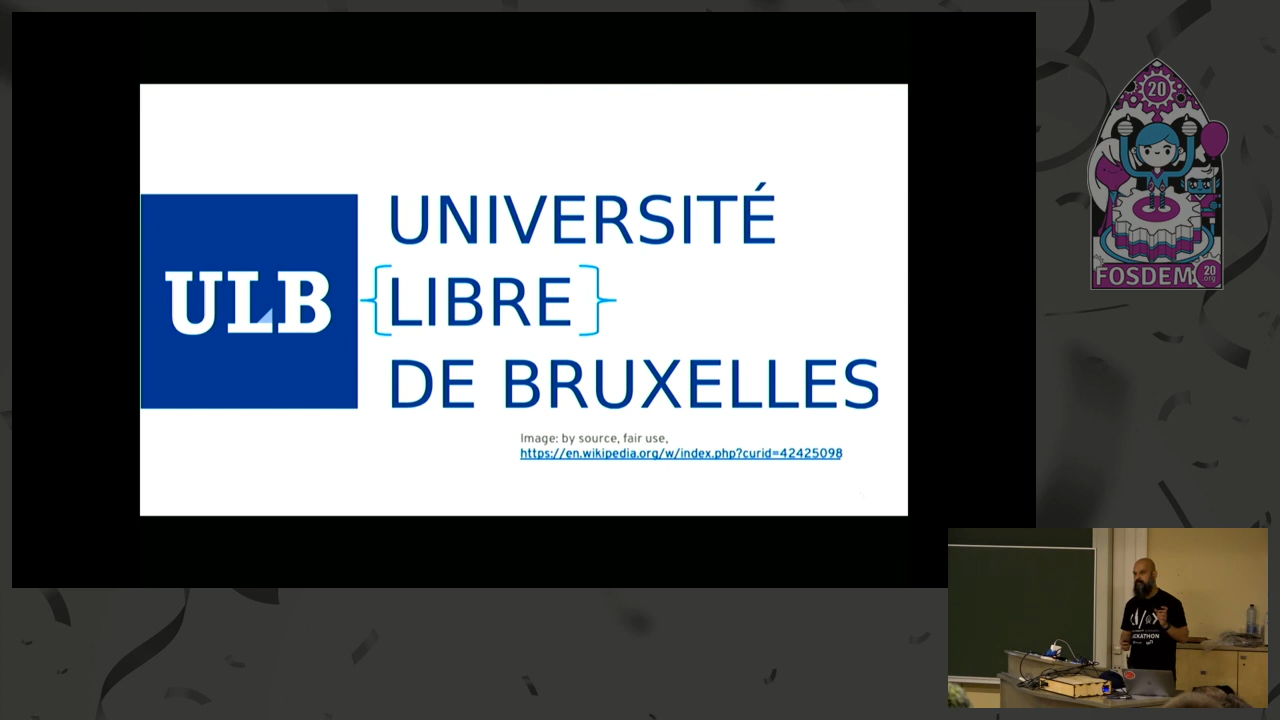 UNIVERSITÉ
ULB
LIBRE
DE BRUXELLES
Image: by source, fair use,
https://en.wikipedia.org/w/index.php?curid=42425098
20
FOSDEM
20
org